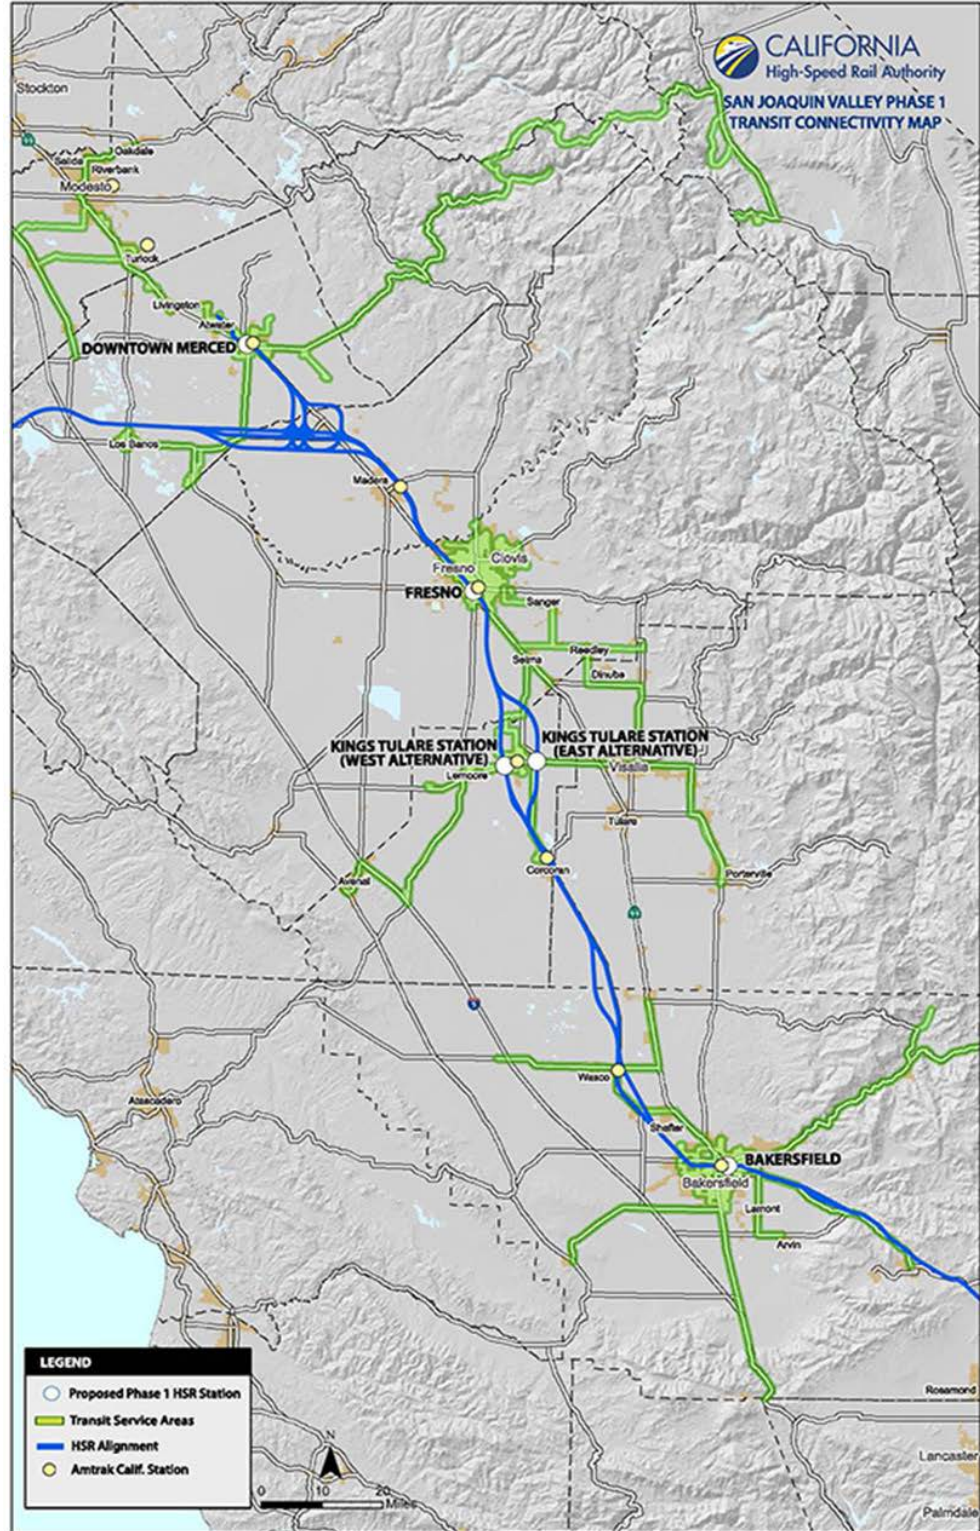 CALIFORNIA
High-Speed Rail Authority
SAN JOAQUIN VALLEY PHASE 1
TRANSIT CONNECTIVITY MAP
Stockton
Oakdale
Salida
Riverbank
Modesto
Turlock
Livingston
Atwater
DOWNTOWN MERCED
Los Banos
Madera
Clovis
Fresno
FRESNO
Sanger
Reedley
Selma
Dinuba
KINGS TULARE STATION
(WEST ALTERNATIVE)
KINGS TULARE STATION
(EAST ALTERNATIVE)
Visalia
Lemoore
Tulare
Corcoran
Porterville
Avenal
99
5
Wasco
Atascadero
Shafter
BAKERSFIELD
Bakersfield
Lamont
Arvin
Rosamond
Lancaster
Palmdale
LEGEND
Proposed Phase 1 HSR Station
Transit Service Areas
HSR Alignment
Amtrak Calif. Station
N
0 10 20
Miles